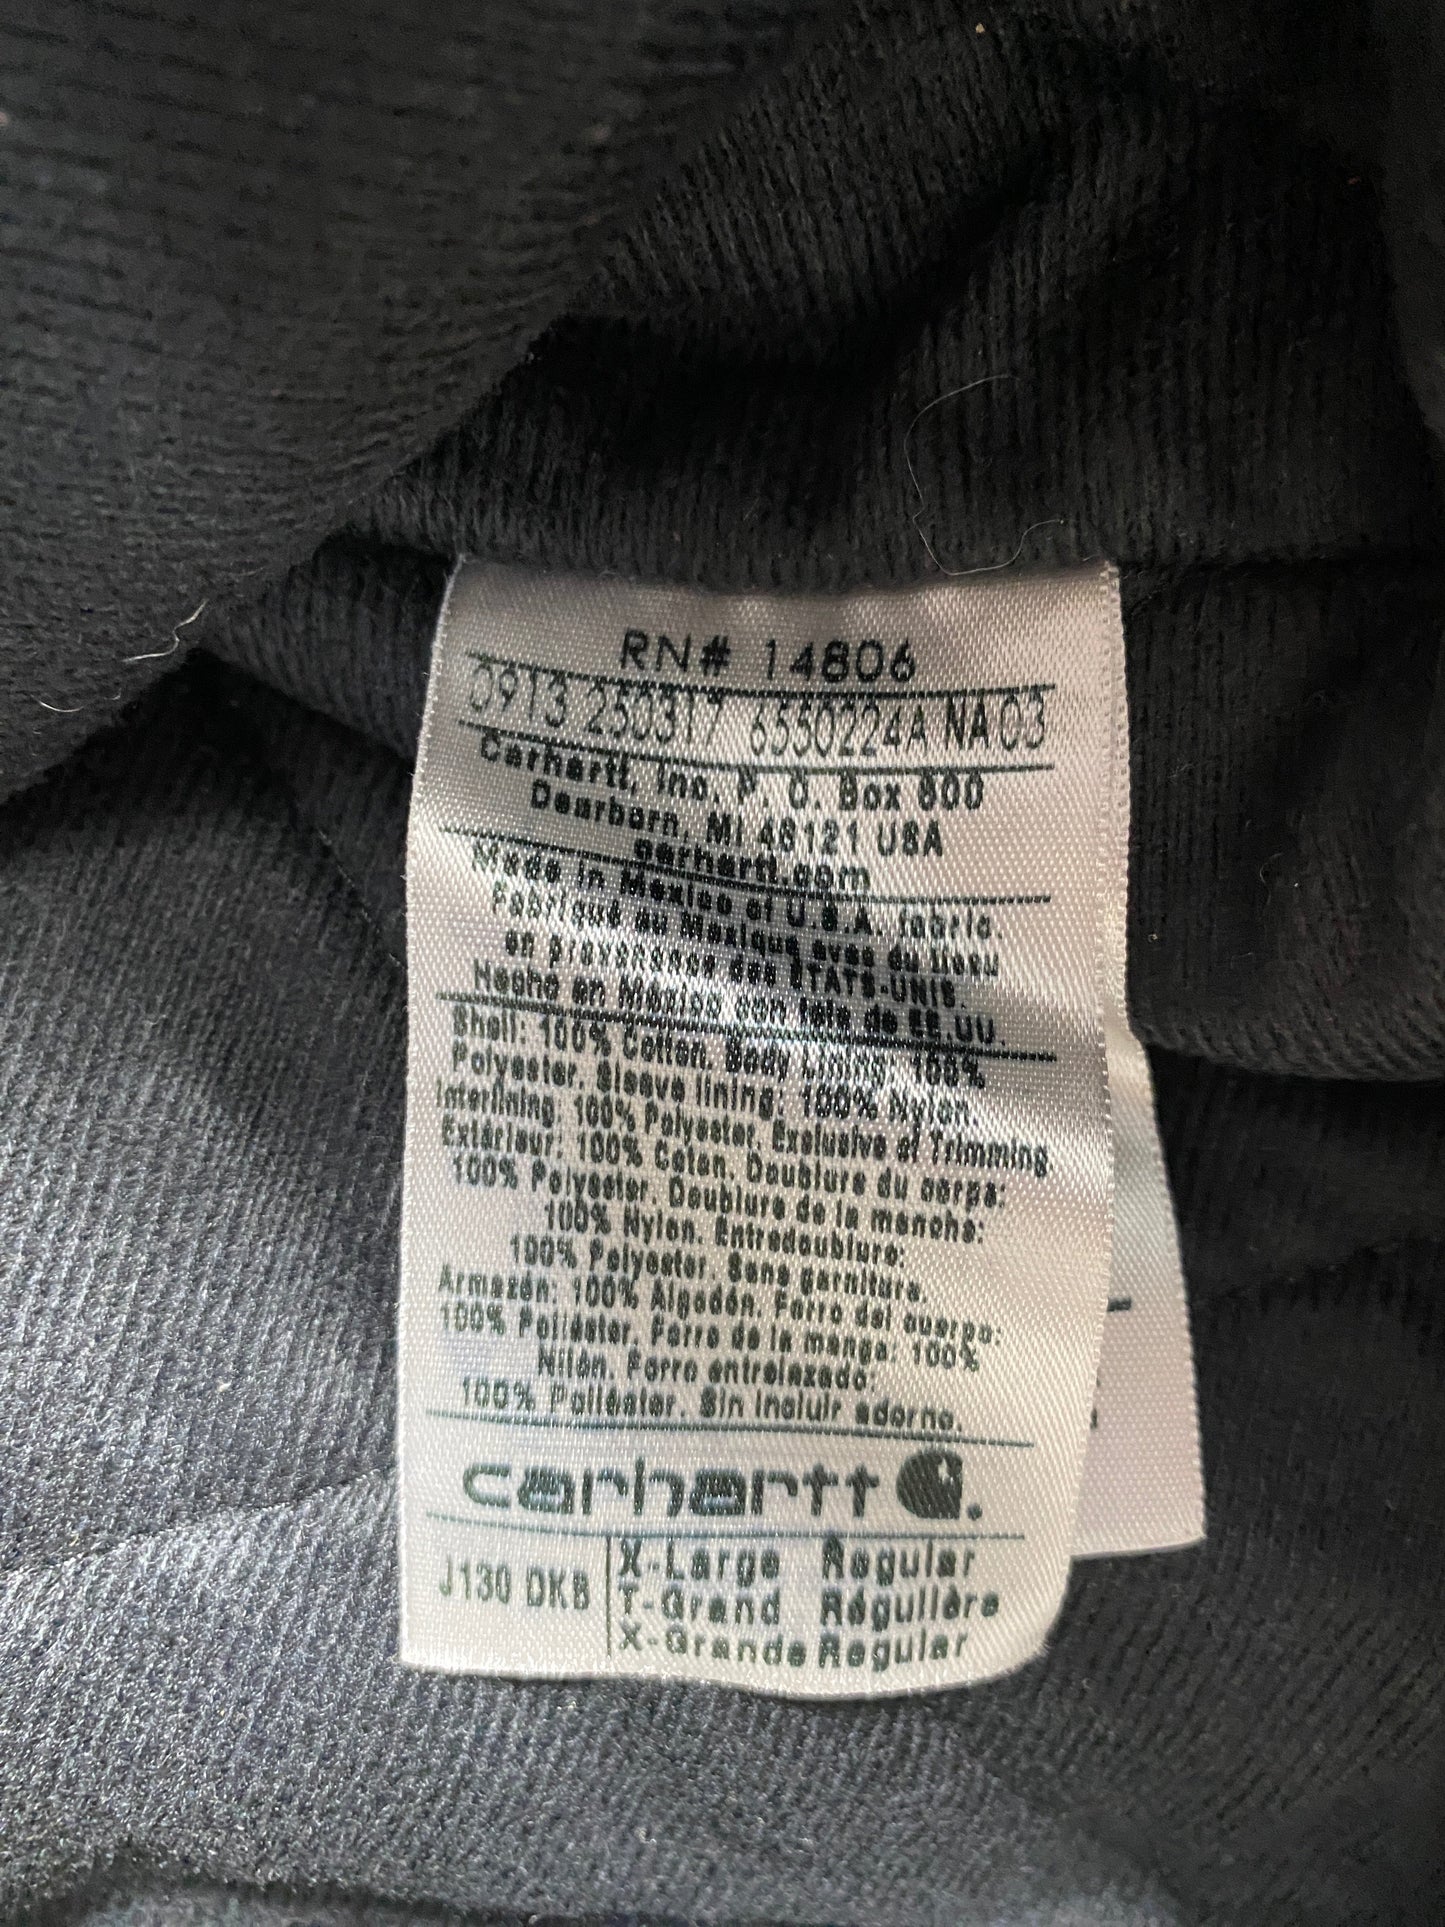 RN# 14806
0913 250317 6550224A NA 03
Carhartt, Inc. P. O. Box 600
Dearborn, MI 48121 USA
carhartt.com
Made in Mexico of U.S.A. fabric.
Fabriqué au Mexique avec du tissu
en provenance des ÉTATS-UNIS.
Hecho en México con tela de EE.UU.
Shell: 100% Cotton. Body Lining: 100%
Polyester. Sleeve lining: 100% Nylon.
Interlining: 100% Polyester. Exclusive of Trimming.
Extérieur: 100% Coton. Doublure du corps:
100% Polyester. Doublure de la manche:
100% Nylon. Entredoublure:
100% Polyester. Sans garniture.
Armazón: 100% Algodón. Forro del cuerpo:
100% Poliéster. Forro de la manga: 100%
Nilón. Forro entrelazado:
100% Poliéster. Sin incluir adorno.
carhartt
J130 DKB
X-Large Regular
T-Grand Régulière
X-Grande Regular